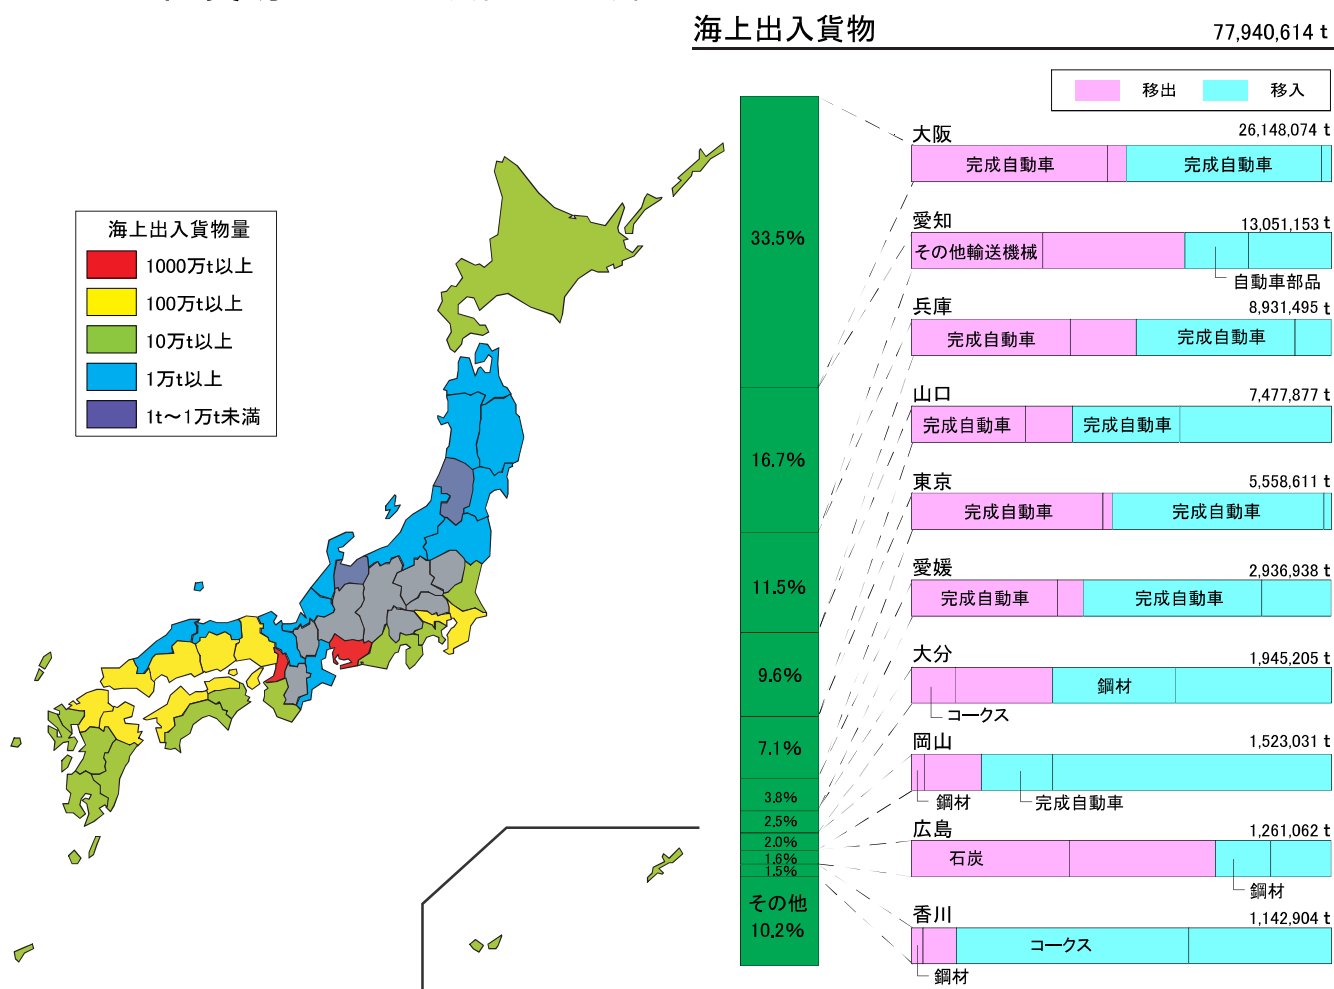 海上出入貨物 77,940,614 t
移出 移入
海上出入貨物量
1000万t以上
100万t以上
10万t以上
1万t以上
1t～1万t未満
33.5%
16.7%
11.5%
9.6%
7.1%
3.8%
2.5%
2.0%
1.6%
1.5%
その他
10.2%
大阪 26,148,074 t
完成自動車 完成自動車
愛知 13,051,153 t
その他輸送機械
自動車部品
兵庫 8,931,495 t
完成自動車 完成自動車
山口 7,477,877 t
完成自動車 完成自動車
東京 5,558,611 t
完成自動車 完成自動車
愛媛 2,936,938 t
完成自動車 完成自動車
大分 1,945,205 t
鋼材
コークス
岡山 1,523,031 t
鋼材 完成自動車
広島 1,261,062 t
石炭
鋼材
香川 1,142,904 t
コークス
鋼材